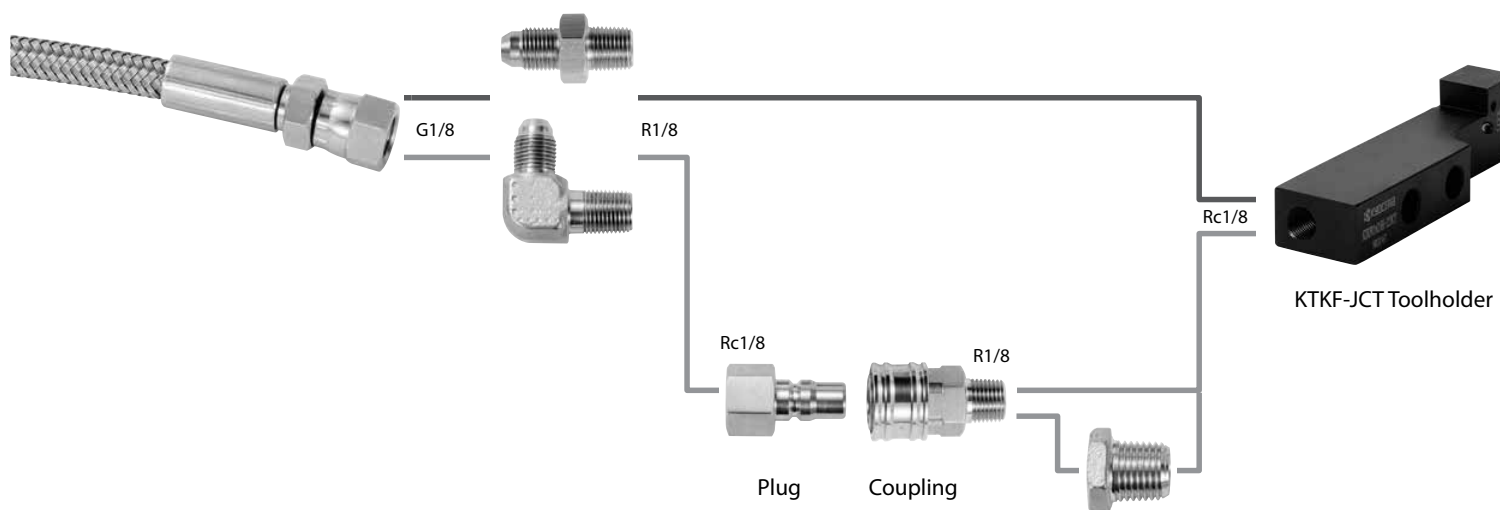 G1/8
R1/8
Rc1/8
KTKF-JCT Toolholder
Rc1/8
R1/8
Plug
Coupling